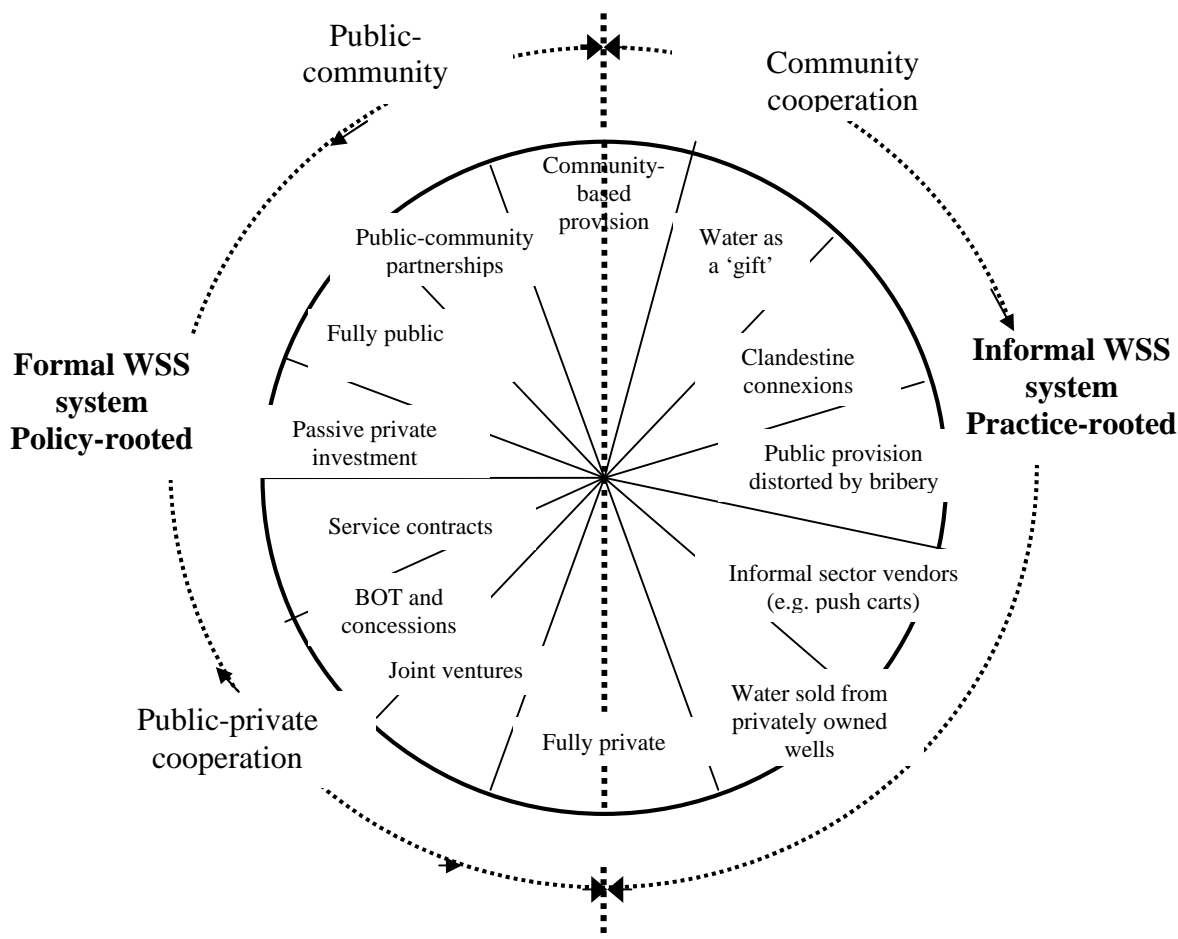 Public-
community
Community
cooperation
Community-
based
provision
Public-community
partnerships
Water as
a ‘gift’
Fully public
Clandestine
connexions
Formal WSS
system
Policy-rooted
Informal WSS
system
Practice-rooted
Passive private
investment
Public provision
distorted by bribery
Service contracts
Informal sector vendors
(e.g. push carts)
BOT and
concessions
Joint ventures
Water sold from
privately owned
wells
Public-private
cooperation
Fully private